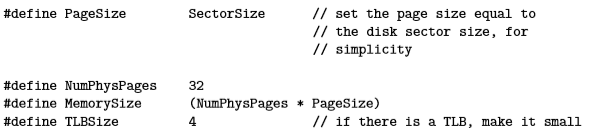 #define PageSize SectorSize // set the page size equal to
// the disk sector size, for
// simplicity
#define NumPhysPages 32
#define MemorySize (NumPhysPages * PageSize)
#define TLBSize 4 // if there is a TLB, make it small